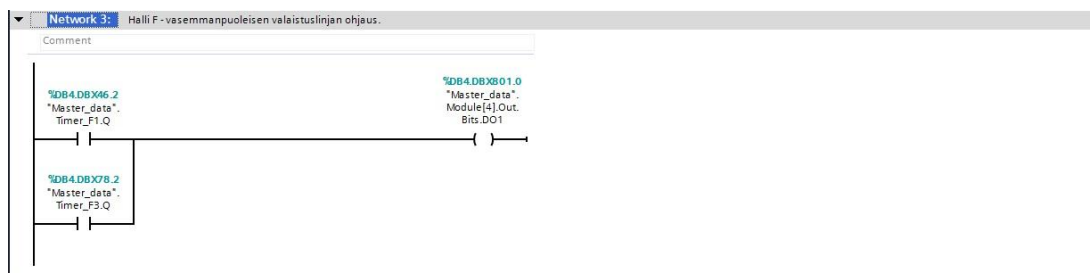 Network 3: Halli F - vasemmanpuoleisen valaistuslinjan ohjaus.
Comment
%DB4.DBX46.2
"Master_data".
Timer_F1.Q
%DB4.DBX801.0
"Master_data".
Module[4].Out.
Bits.DO1
%DB4.DBX78.2
"Master_data".
Timer_F3.Q